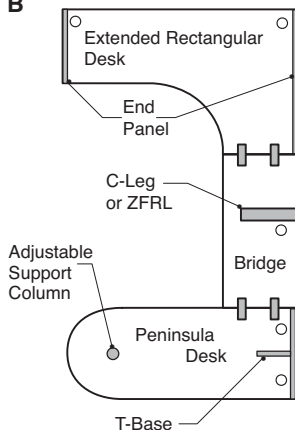 B
Extended Rectangular
Desk
End
Panel
C-Leg
or ZFRL
Adjustable
Support
Column
Bridge
Peninsula
Desk
T-Base